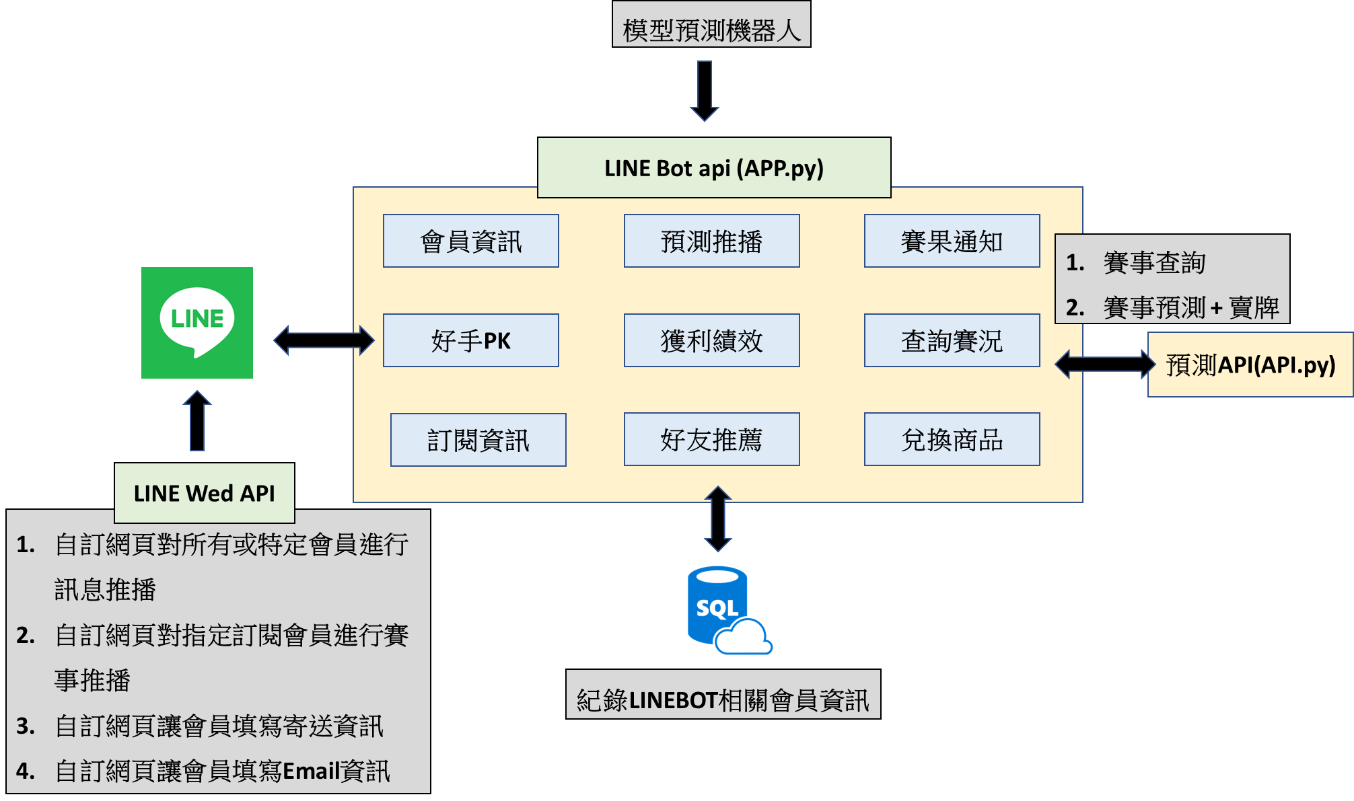 模型預測機器人
LINE Bot api (APP.py)
會員資訊
預測推播
賽果通知
好手PK
獲利績效
查詢賽況
訂閱資訊
好友推薦
兌換商品
1. 賽事查詢
2. 賽事預測 + 賣牌
預測API(API.py)
LINE
LINE Wed API
1. 自訂網頁對所有或特定會員進行
訊息推播
2. 自訂網頁對指定訂閱會員進行賽
事推播
3. 自訂網頁讓會員填寫寄送資訊
4. 自訂網頁讓會員填寫Email資訊
SQL
紀錄LINEBOT相關會員資訊